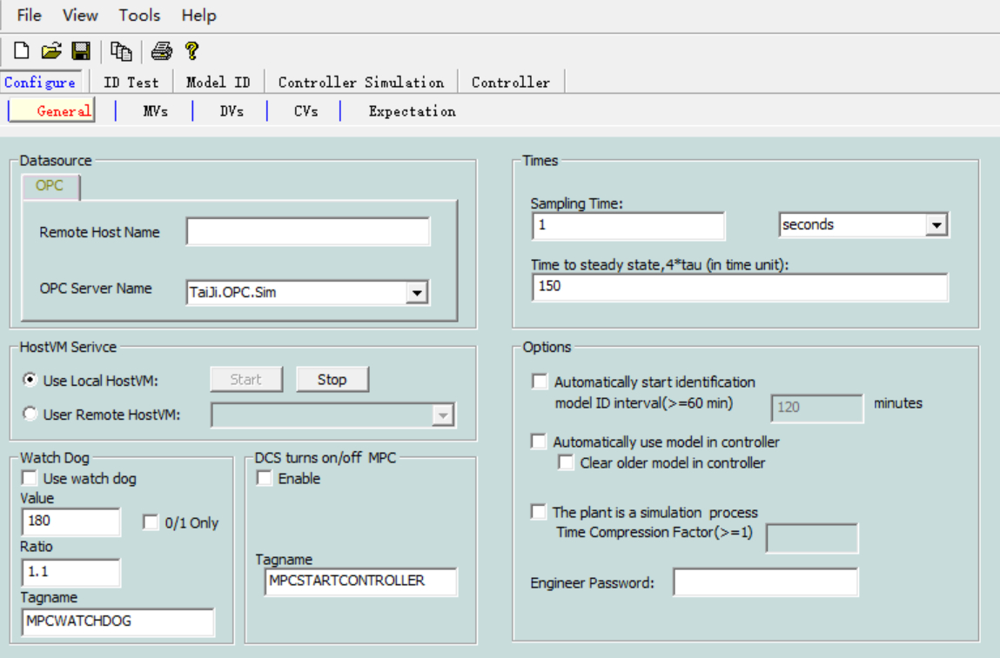 File View Tools Help
Configure ID Test Model ID Controller Simulation Controller
General MVs DVs CVs Expectation
Datasource
OPC
Remote Host Name
OPC Server Name TaiJi.OPC.Sim
HostVM Serivce
Use Local HostVM: Start Stop
User Remote HostVM:
Watch Dog
Use watch dog
Value
180 0/1 Only
Ratio
1.1
Tagname
MPCWATCHDOG
DCS turns on/off MPC
Enable
Tagname
MPCSTARTCONTROLLER
Times
Sampling Time:
1 seconds
Time to steady state,4*tau (in time unit):
150
Options
Automatically start identification
model ID interval(>=60 min) 120 minutes
Automatically use model in controller
Clear older model in controller
The plant is a simulation process
Time Compression Factor(>=1)
Engineer Password: